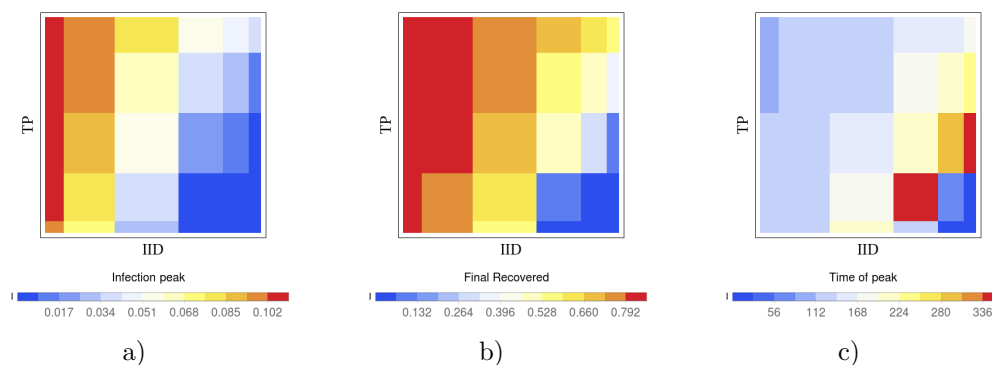 TP
IID
Infection peak
0.017 0.034 0.051 0.068 0.085 0.102
a)
TP
IID
Final Recovered
0.132 0.264 0.396 0.528 0.660 0.792
b)
TP
IID
Time of peak
56 112 168 224 280 336
c)